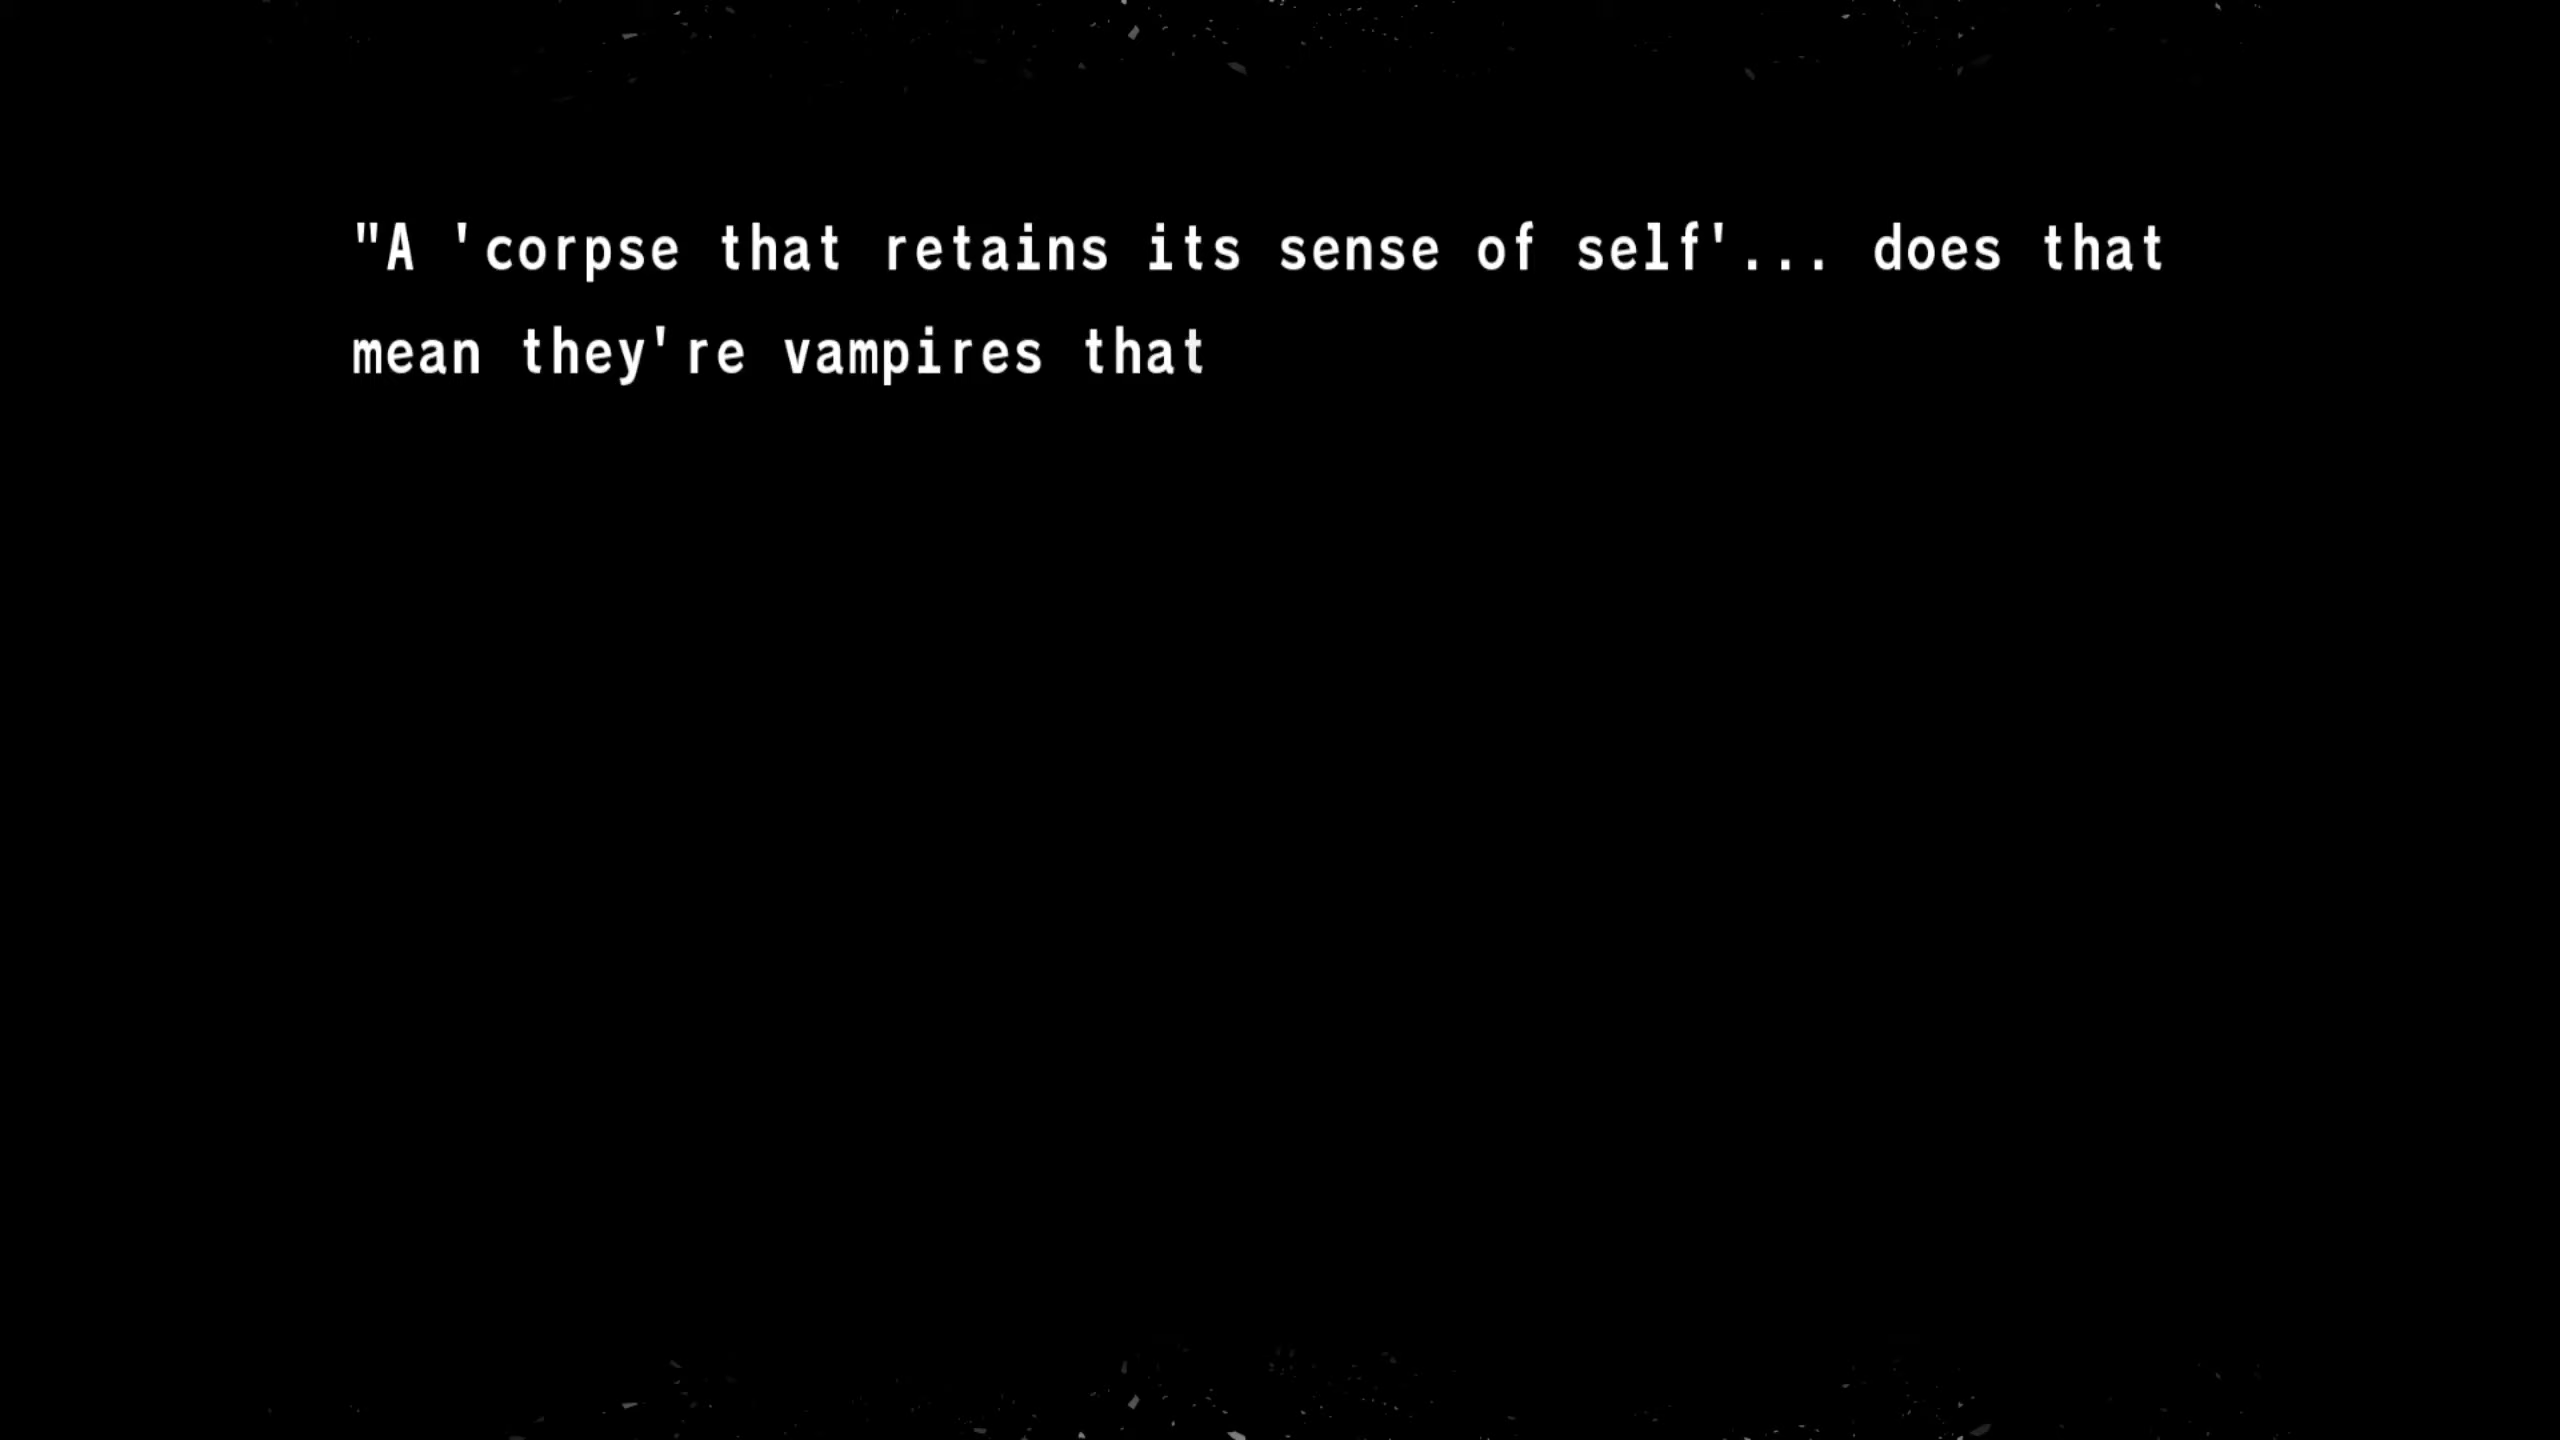 "A 'corpse that retains its sense of self'... does that
mean they're vampires that